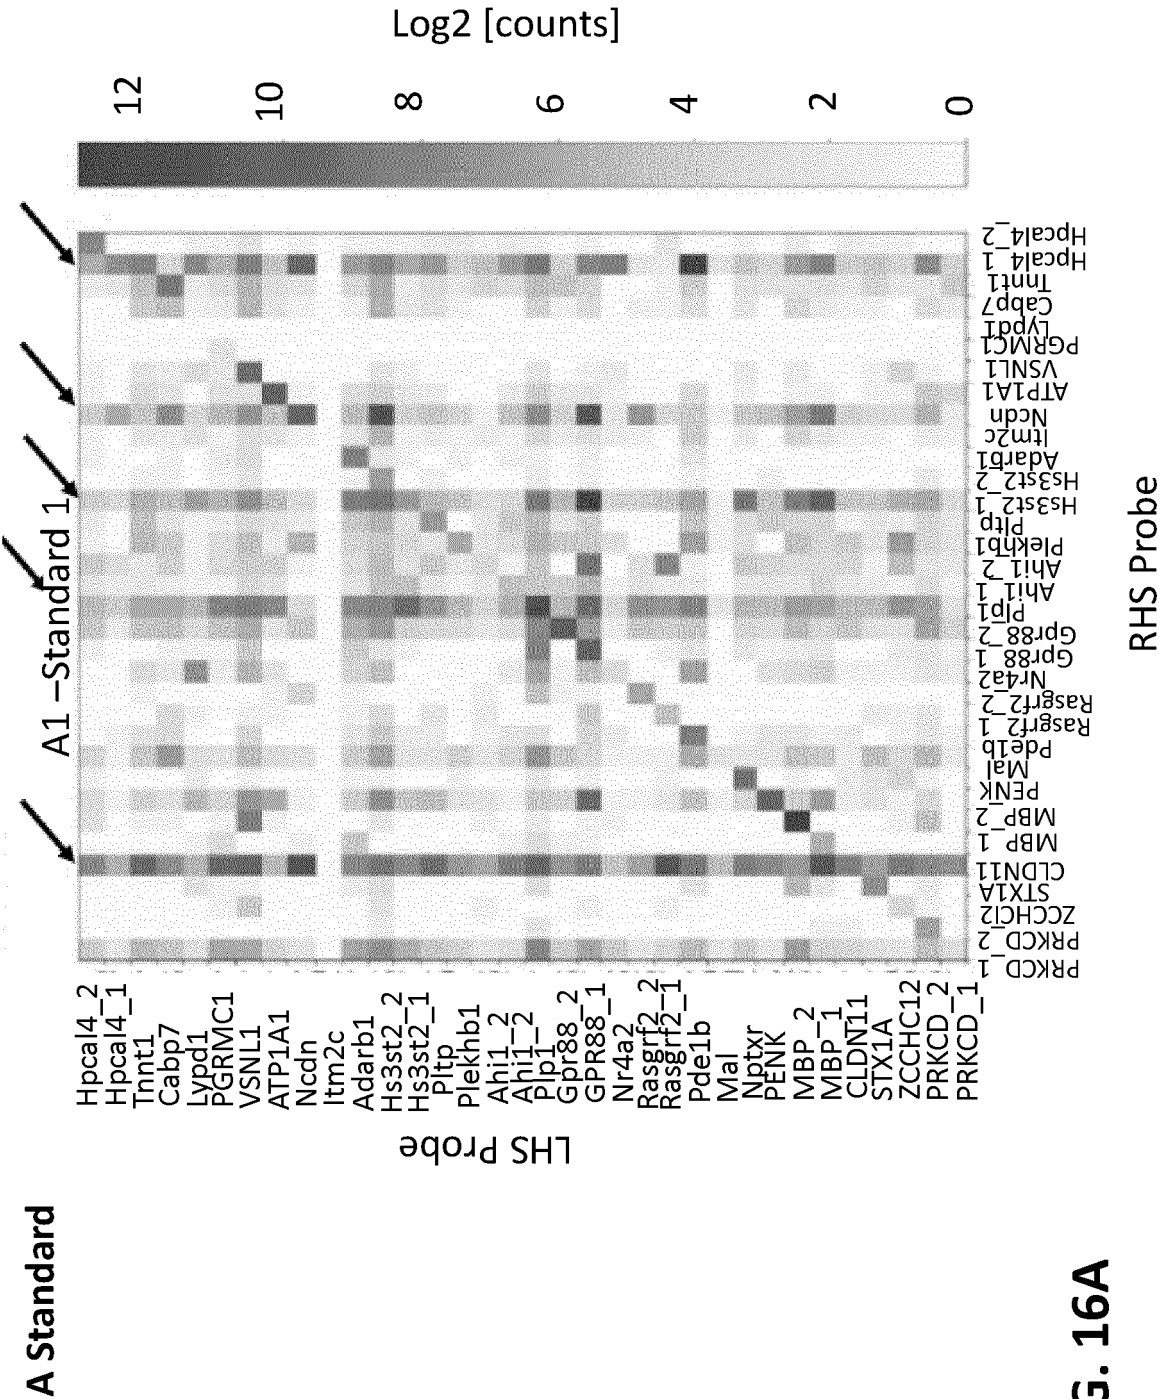 A Standard
A1 –Standard 1
Log2 [counts]
12
10
8
6
4
2
0
LHS Probe
Hpcal4_2
Hpcal4_1
Tnnt1
Cabp7
Lypd1
PGRMC1
VSNL1
ATP1A1
Ncdn
Itm2c
Adarb1
Hs3st2_2
Hs3st2_1
Pltp
Plekhb1
Ahi1_2
Ahi1_2
Plp1_2
Gpr88_2
GPR88_1
Nr4a2
Rasgrf2_2
Rasgrf2_1
Pde1b
Mal
Nptxr
PENK
MBP_2
MBP_1
CLDN11
STX1A
ZCCHC12
PRKCD_2
PRKCD_1
RHS Probe
Hpcal4_2
Hpcal4_1
Tnnt1
Cabp7
Lypd1
PGRMC1
VSNL1
ATP1A1
Ncdn
Itm2c
Adarb1
Hs3st2_2
Hs3st2_1
Pltp
Plekhb1
Ahi1_2
Ahi1_1
Plp1
Gpr88_2
Gpr88_1
Nr4a2
Rasgrf2_2
Rasgrf2_1
Pde1b
Mal
PENK
MBP_2
MBP_1
CLDN11
STX1A
ZCCHCl2
PRKCD_2
PRKCD_1
G. 16A